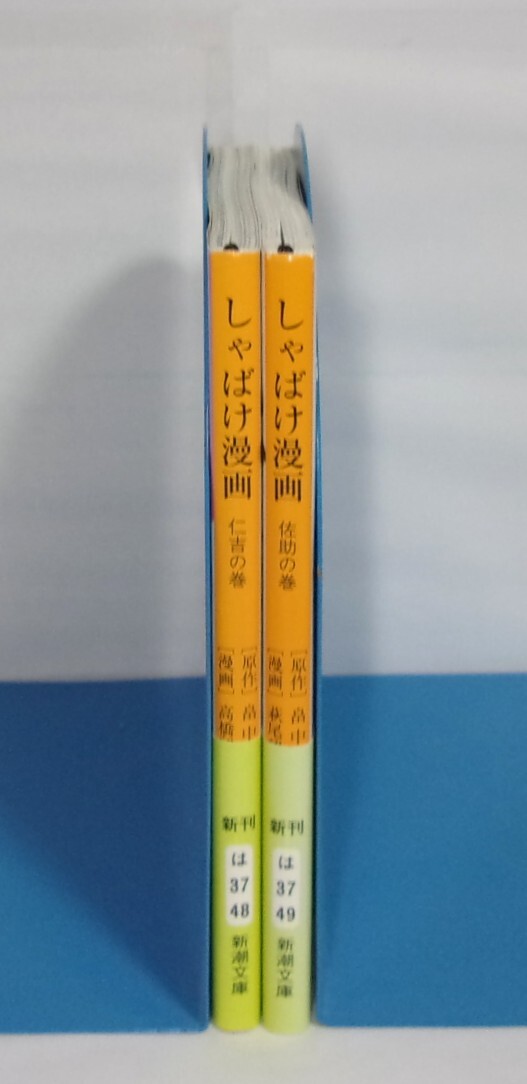 しゃばけ漫画
仁吉の巻
［原作］畠中
［漫画］高橋
新刊
は
37
48
新潮文庫
しゃばけ漫画
佐助の巻
［原作］畠中
［漫画］萩尾
新刊
は
37
49
新潮文庫